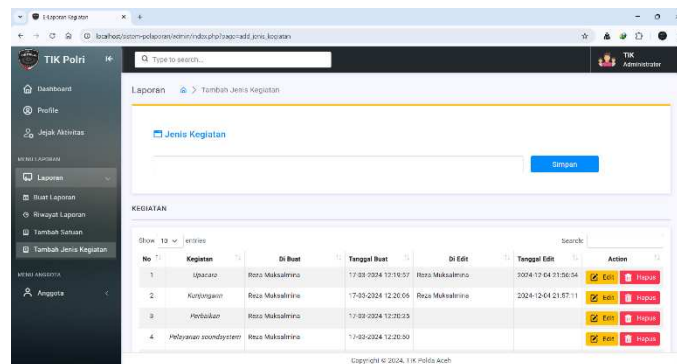 E-Laporan Kegiatan
localhost/sistem-pelaporan/admin/index.php?page=add_jenis_kegiatan
TIK Polri
Type to search...
TIK
Administrator
Dashboard
Profile
Jejak Aktivitas
MENU LAPORAN
Laporan
Buat Laporan
Riwayat Laporan
Tambah Satuan
Tambah Jenis Kegiatan
MENU ANGGOTA
Anggota
Laporan > Tambah Jenis Kegiatan
Jenis Kegiatan
Simpan
KEGIATAN
Show 10 entries
Search:
No Kegiatan Di Buat Tanggal Buat Di Edit Tanggal Edit Action
1 Upacara Reza Muksalmina 17-03-2024 12:19:57 Reza Muksalmina 2024-12-04 21:56:54 Edit Hapus
2 Kunjungann Reza Muksalmina 17-03-2024 12:20:06 Reza Muksalmina 2024-12-04 21:57:11 Edit Hapus
3 Perbaikan Reza Muksalmina 17-03-2024 12:20:23 Edit Hapus
4 Pelayanan soundsystem Reza Muksalmina 17-03-2024 12:20:50 Edit Hapus
Copyright © 2024. TIK Polda Aceh